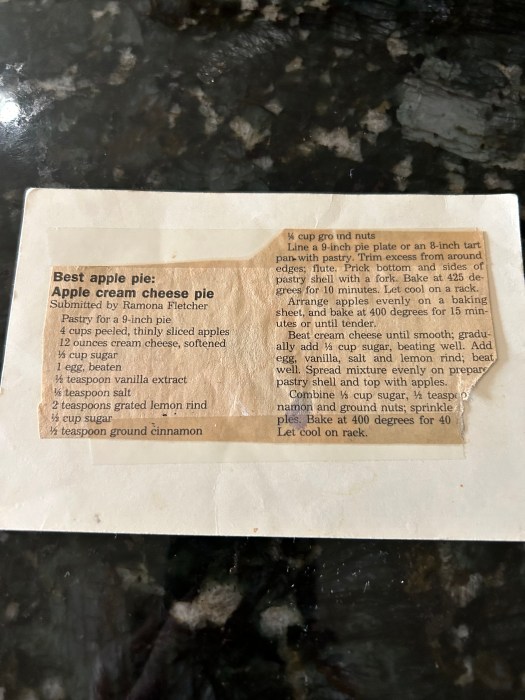 Best apple pie:
Apple cream cheese pie
Submitted by Ramona Fletcher
Pastry for a 9-inch pie
4 cups peeled, thinly sliced apples
12 ounces cream cheese, softened
⅓ cup sugar
1 egg, beaten
½ teaspoon vanilla extract
⅛ teaspoon salt
2 teaspoons grated lemon rind
⅓ cup sugar
½ teaspoon ground cinnamon
¼ cup ground nuts
Line a 9-inch pie plate or an 8-inch tart
pan with pastry. Trim excess from around
edges; flute. Prick bottom and sides of
pastry shell with a fork. Bake at 425 de-
grees for 10 minutes. Let cool on a rack.
Arrange apples evenly on a baking
sheet, and bake at 400 degrees for 15 min-
utes or until tender.
Beat cream cheese until smooth; gradu-
ally add ⅓ cup sugar, beating well. Add
egg, vanilla, salt and lemon rind; beat
well. Spread mixture evenly on prepare
pastry shell and top with apples.
Combine ⅓ cup sugar, ½ teaspo
namon and ground nuts; sprinkle
ples. Bake at 400 degrees for 40
Let cool on rack.